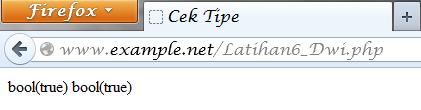 Firefox
Cek Tipe
www.example.net/Latihan6_Dwi.php
bool(true) bool(true)